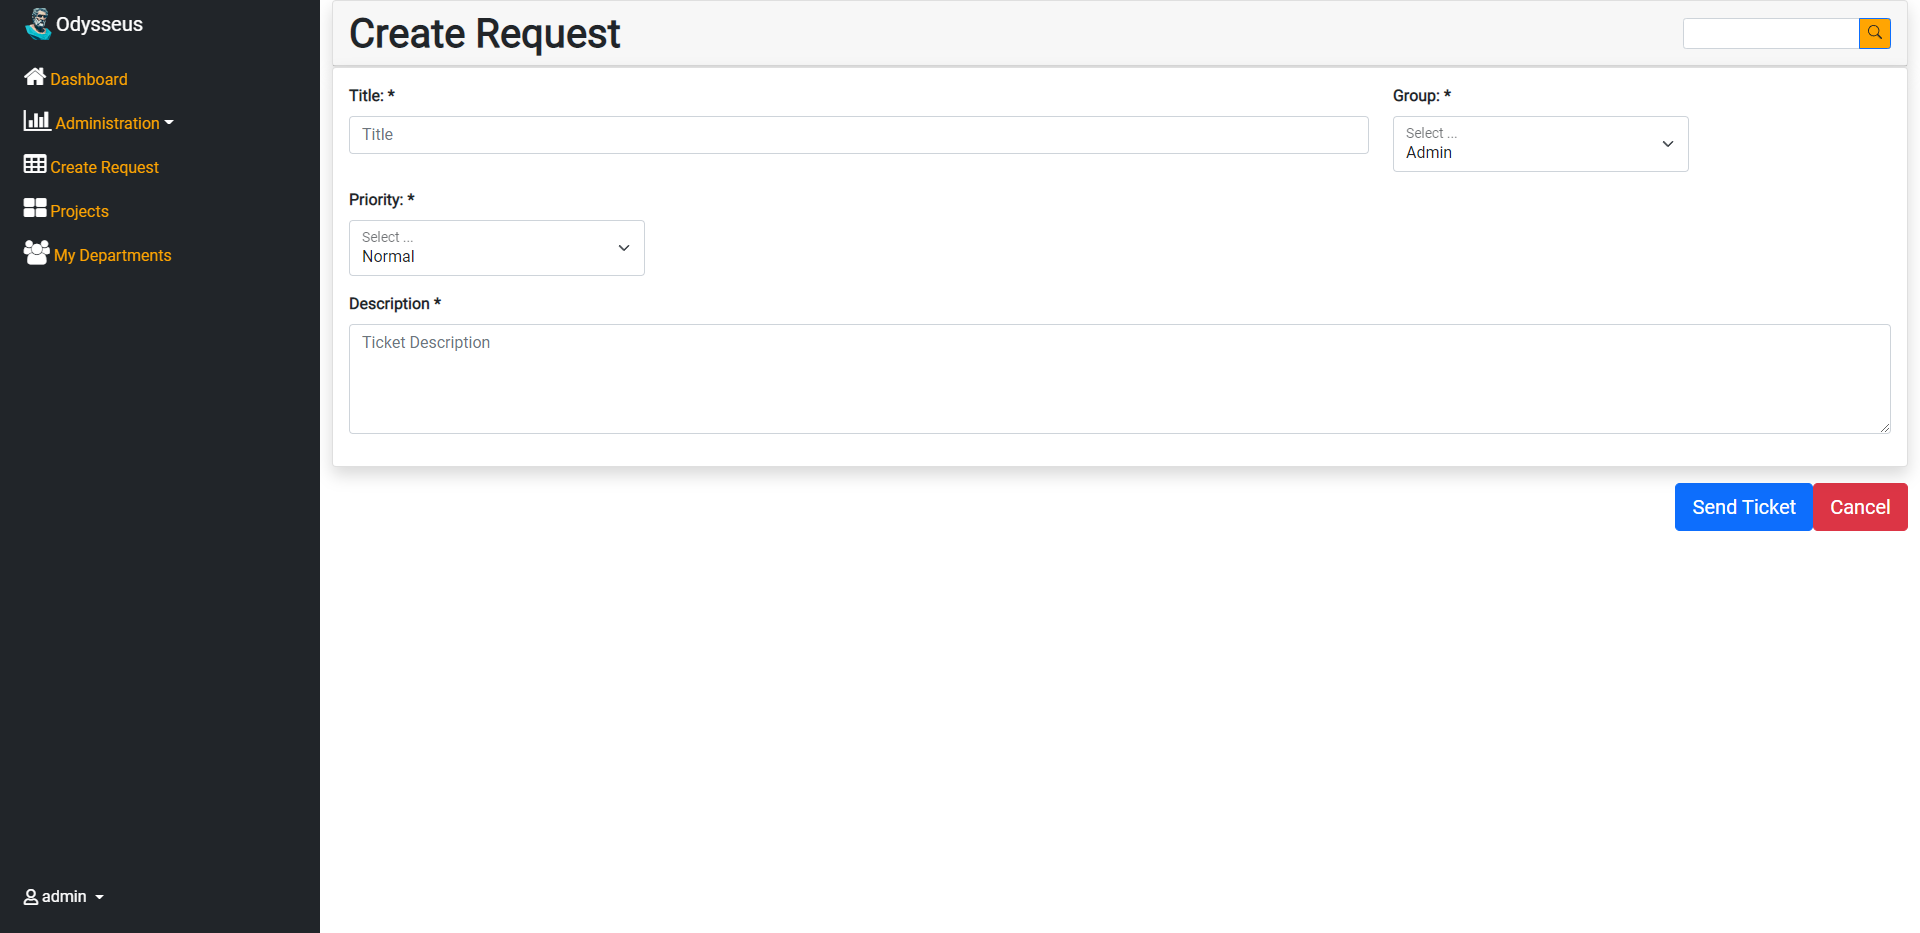 Odysseus
Dashboard
Administration
Create Request
Projects
My Departments
admin
Create Request
Title: *
Title
Group: *
Select ...
Admin
Priority: *
Select ...
Normal
Description *
Ticket Description
Send Ticket
Cancel